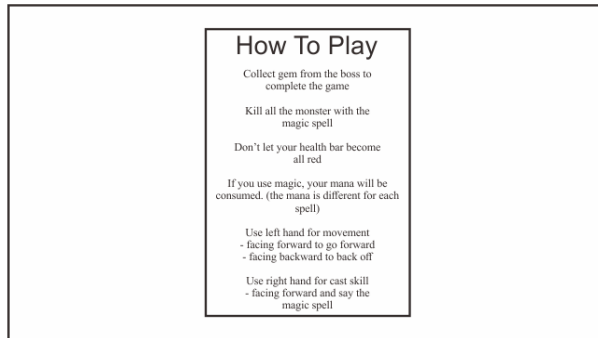 How To Play
Collect gem from the boss to
complete the game
Kill all the monster with the
magic spell
Don't let your health bar become
all red
If you use magic, your mana will be
consumed. (the mana is different for each
spell)
Use left hand for movement
- facing forward to go forward
- facing backward to back off
Use right hand for cast skill
- facing forward and say the
magic spell